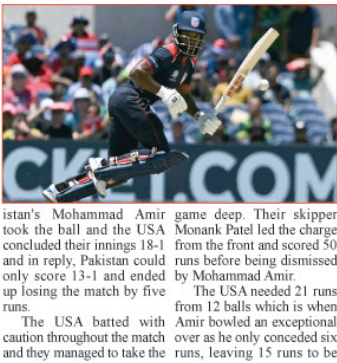 CKET.COM
istan's Mohammad Amir
took the ball and the USA
concluded their innings 18-1
and in reply, Pakistan could
only score 13-1 and ended
up losing the match by five
runs.
The USA batted with
caution throughout the match
and they managed to take the
game deep. Their skipper
Monank Patel led the charge
from the front and scored 50
runs before being dismissed
by Mohammad Amir.
The USA needed 21 runs
from 12 balls which is when
Amir bowled an exceptional
over as he only conceded six
runs, leaving 15 runs to be